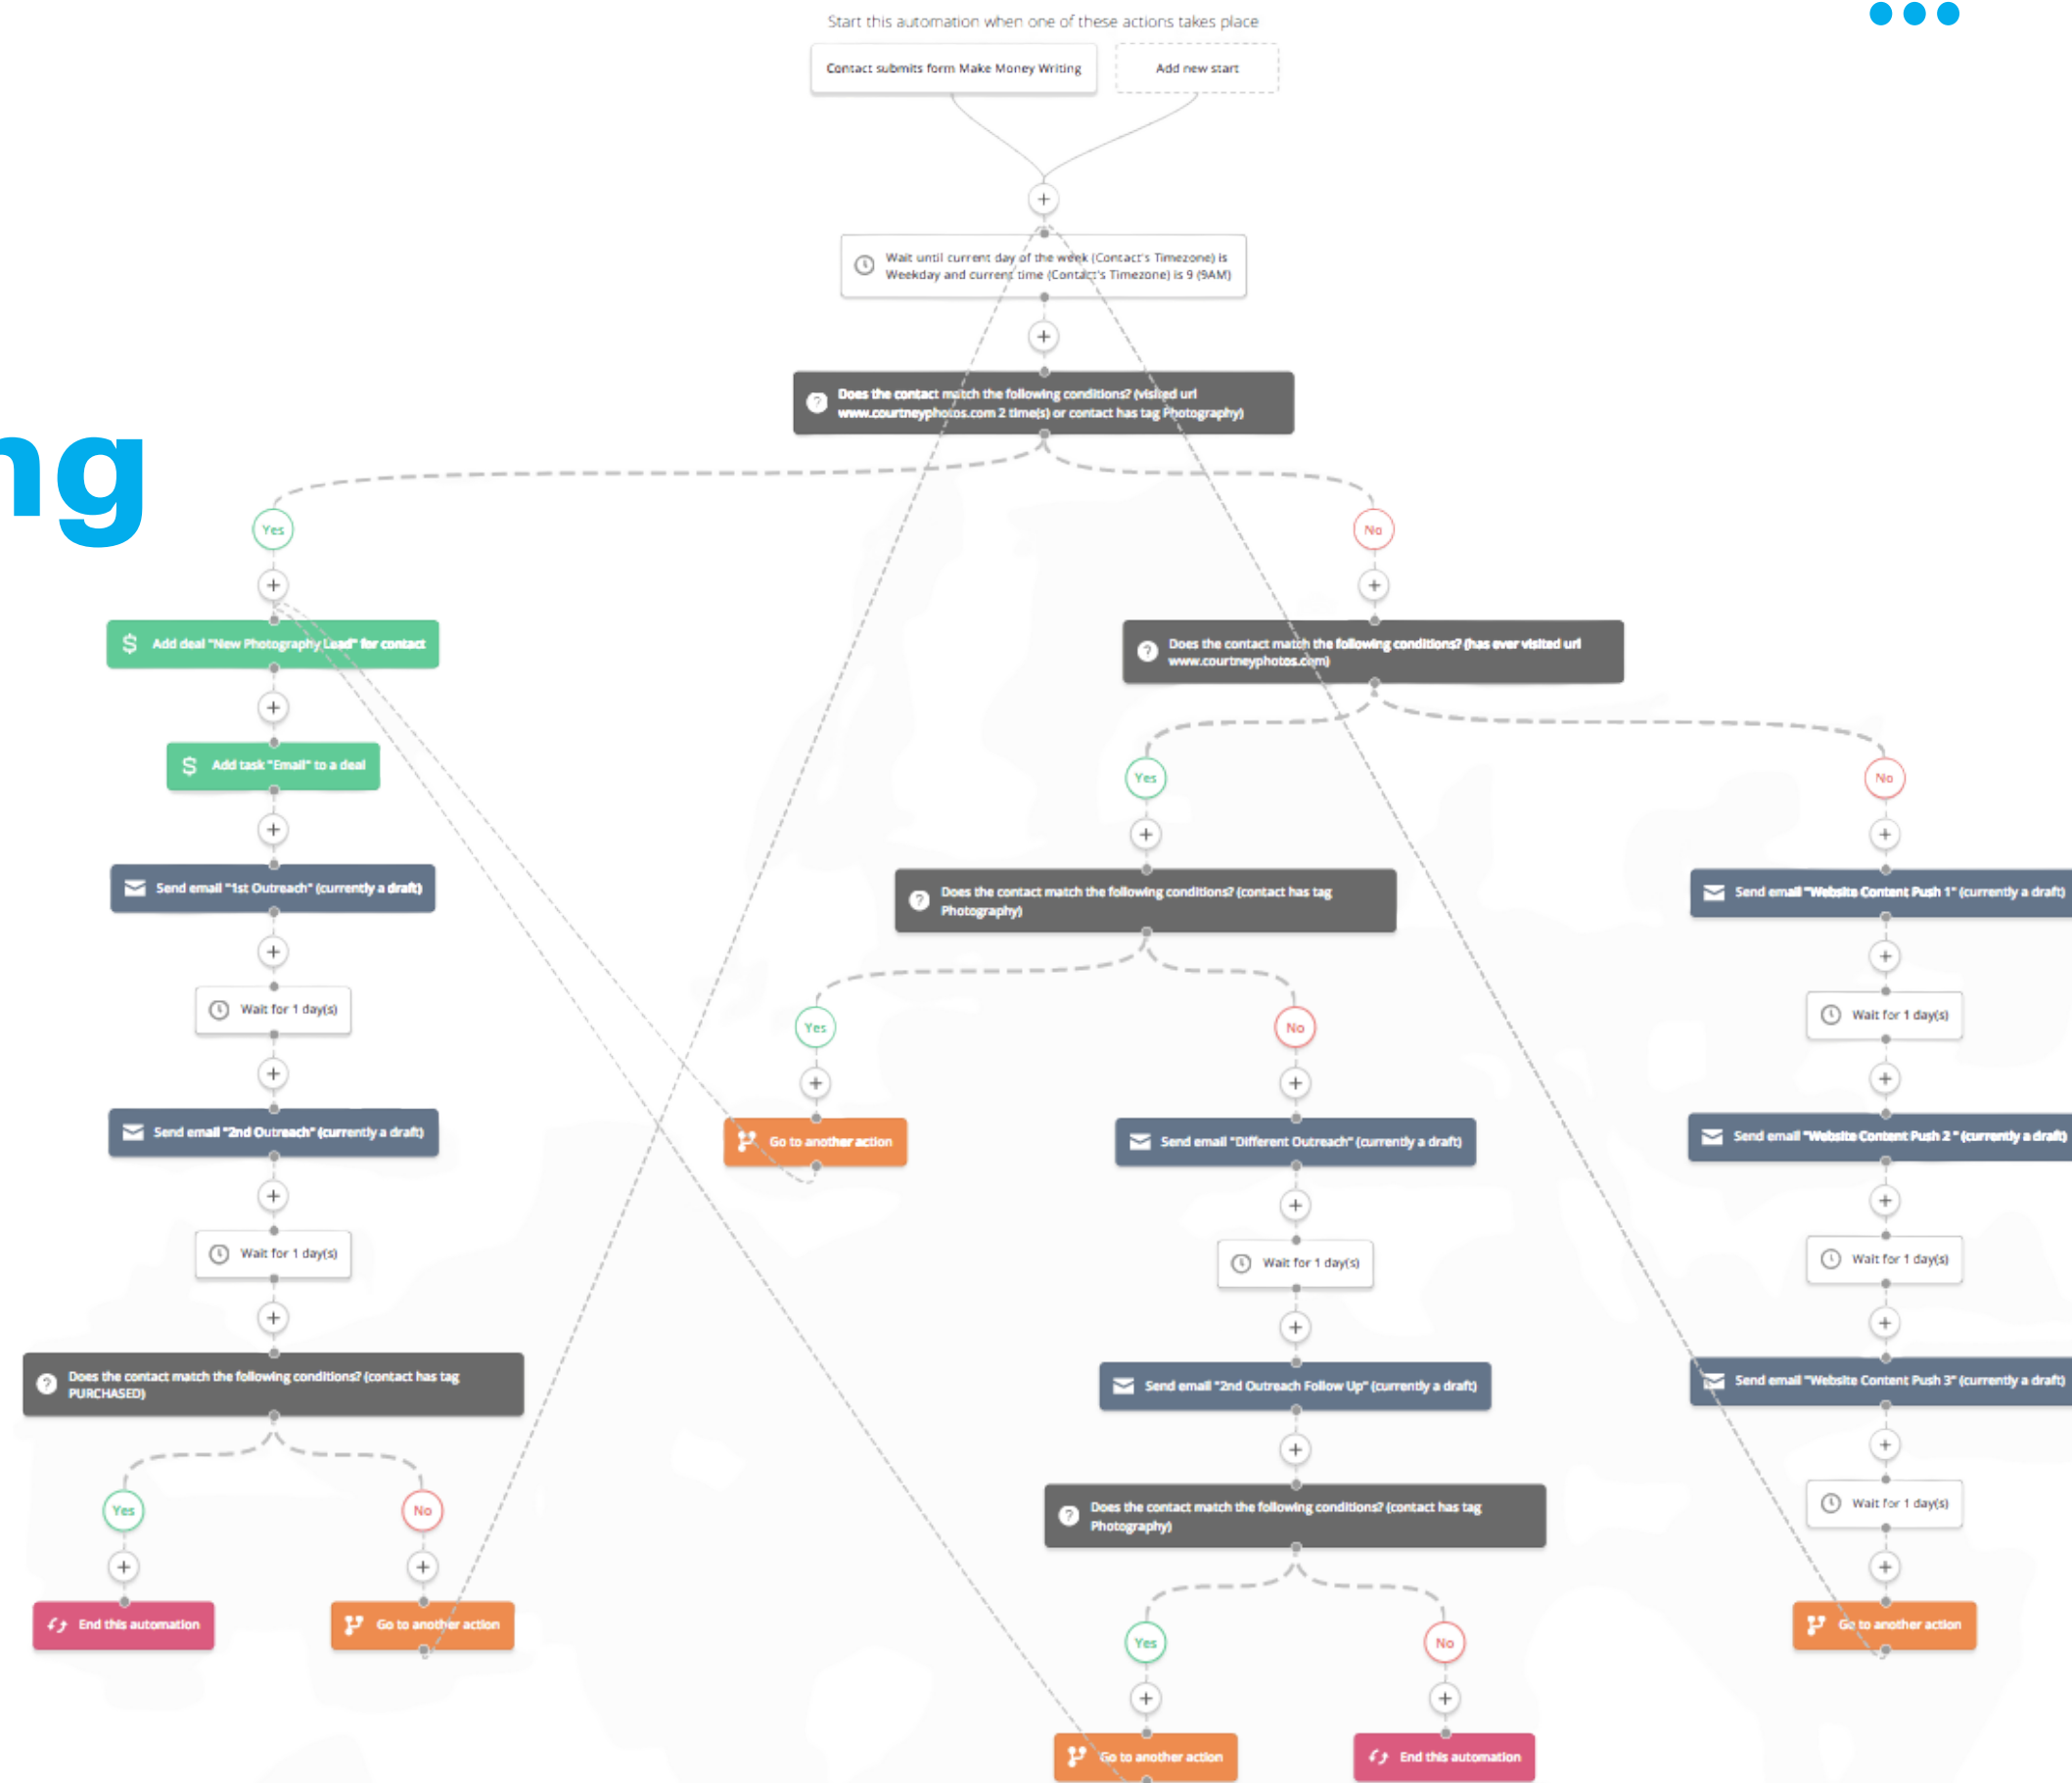 Start this automation when one of these actions takes place
Contact submits form Make Money Writing
Add new start
Wait until current day of the week (Contact's Timezone) is
Weekday and current time (Contact's Timezone) is 9 (9AM)
Does the contact match the following conditions? (visited url
www.courtneyphotos.com 2 time(s) or contact has tag Photography)
ng
Yes
No
Add deal "New Photography Lead" for contact
Does the contact match the following conditions? (has ever visited url
www.courtneyphotos.com)
Add task "Email" to a deal
Yes
No
Send email "1st Outreach" (currently a draft)
Does the contact match the following conditions? (contact has tag
Photography)
Send email "Website Content Push 1" (currently a draft)
Wait for 1 day(s)
Yes
No
Wait for 1 day(s)
Send email "2nd Outreach" (currently a draft)
Go to another action
Send email "Different Outreach" (currently a draft)
Send email "Website Content Push 2 " (currently a draft)
Wait for 1 day(s)
Wait for 1 day(s)
Wait for 1 day(s)
Does the contact match the following conditions? (contact has tag
PURCHASED)
Send email "2nd Outreach Follow Up" (currently a draft)
Send email "Website Content Push 3" (currently a draft)
Yes
No
Does the contact match the following conditions? (contact has tag
Photography)
Wait for 1 day(s)
End this automation
Go to another action
Yes
No
Go to another action
Go to another action
End this automation